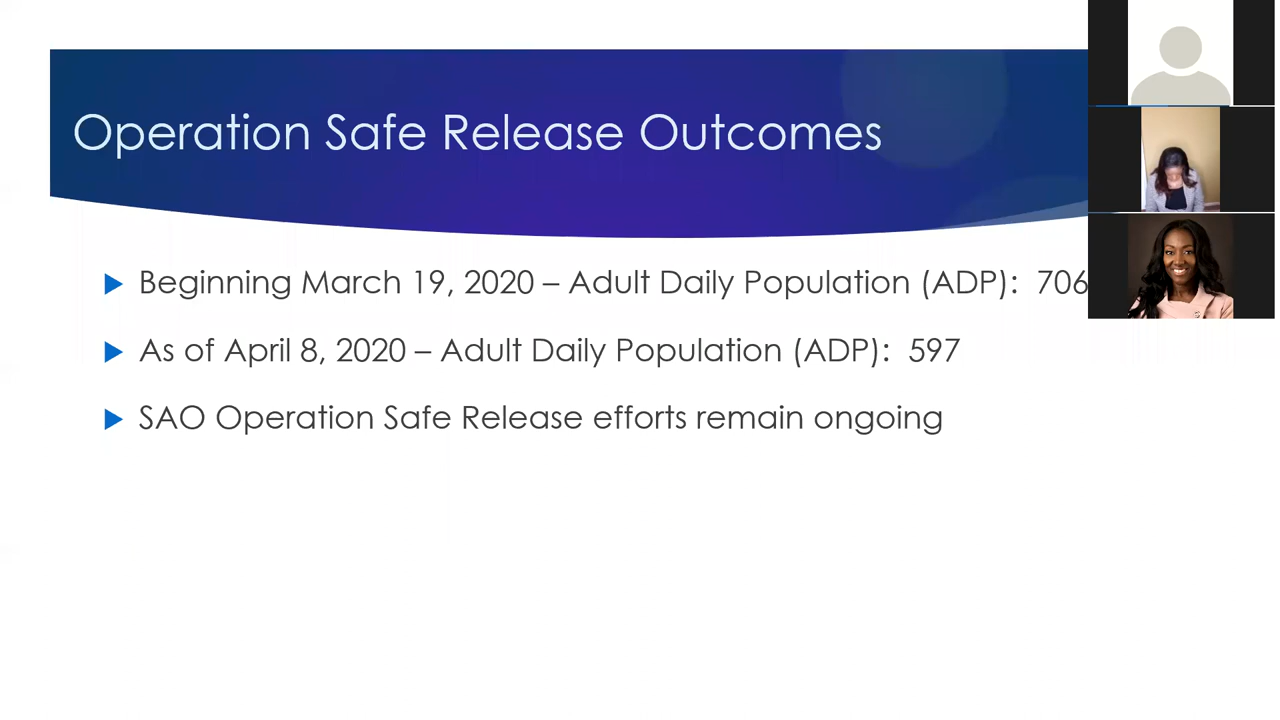 Operation Safe Release Outcomes
Beginning March 19, 2020 – Adult Daily Population (ADP): 706
As of April 8, 2020 – Adult Daily Population (ADP): 597
SAO Operation Safe Release efforts remain ongoing